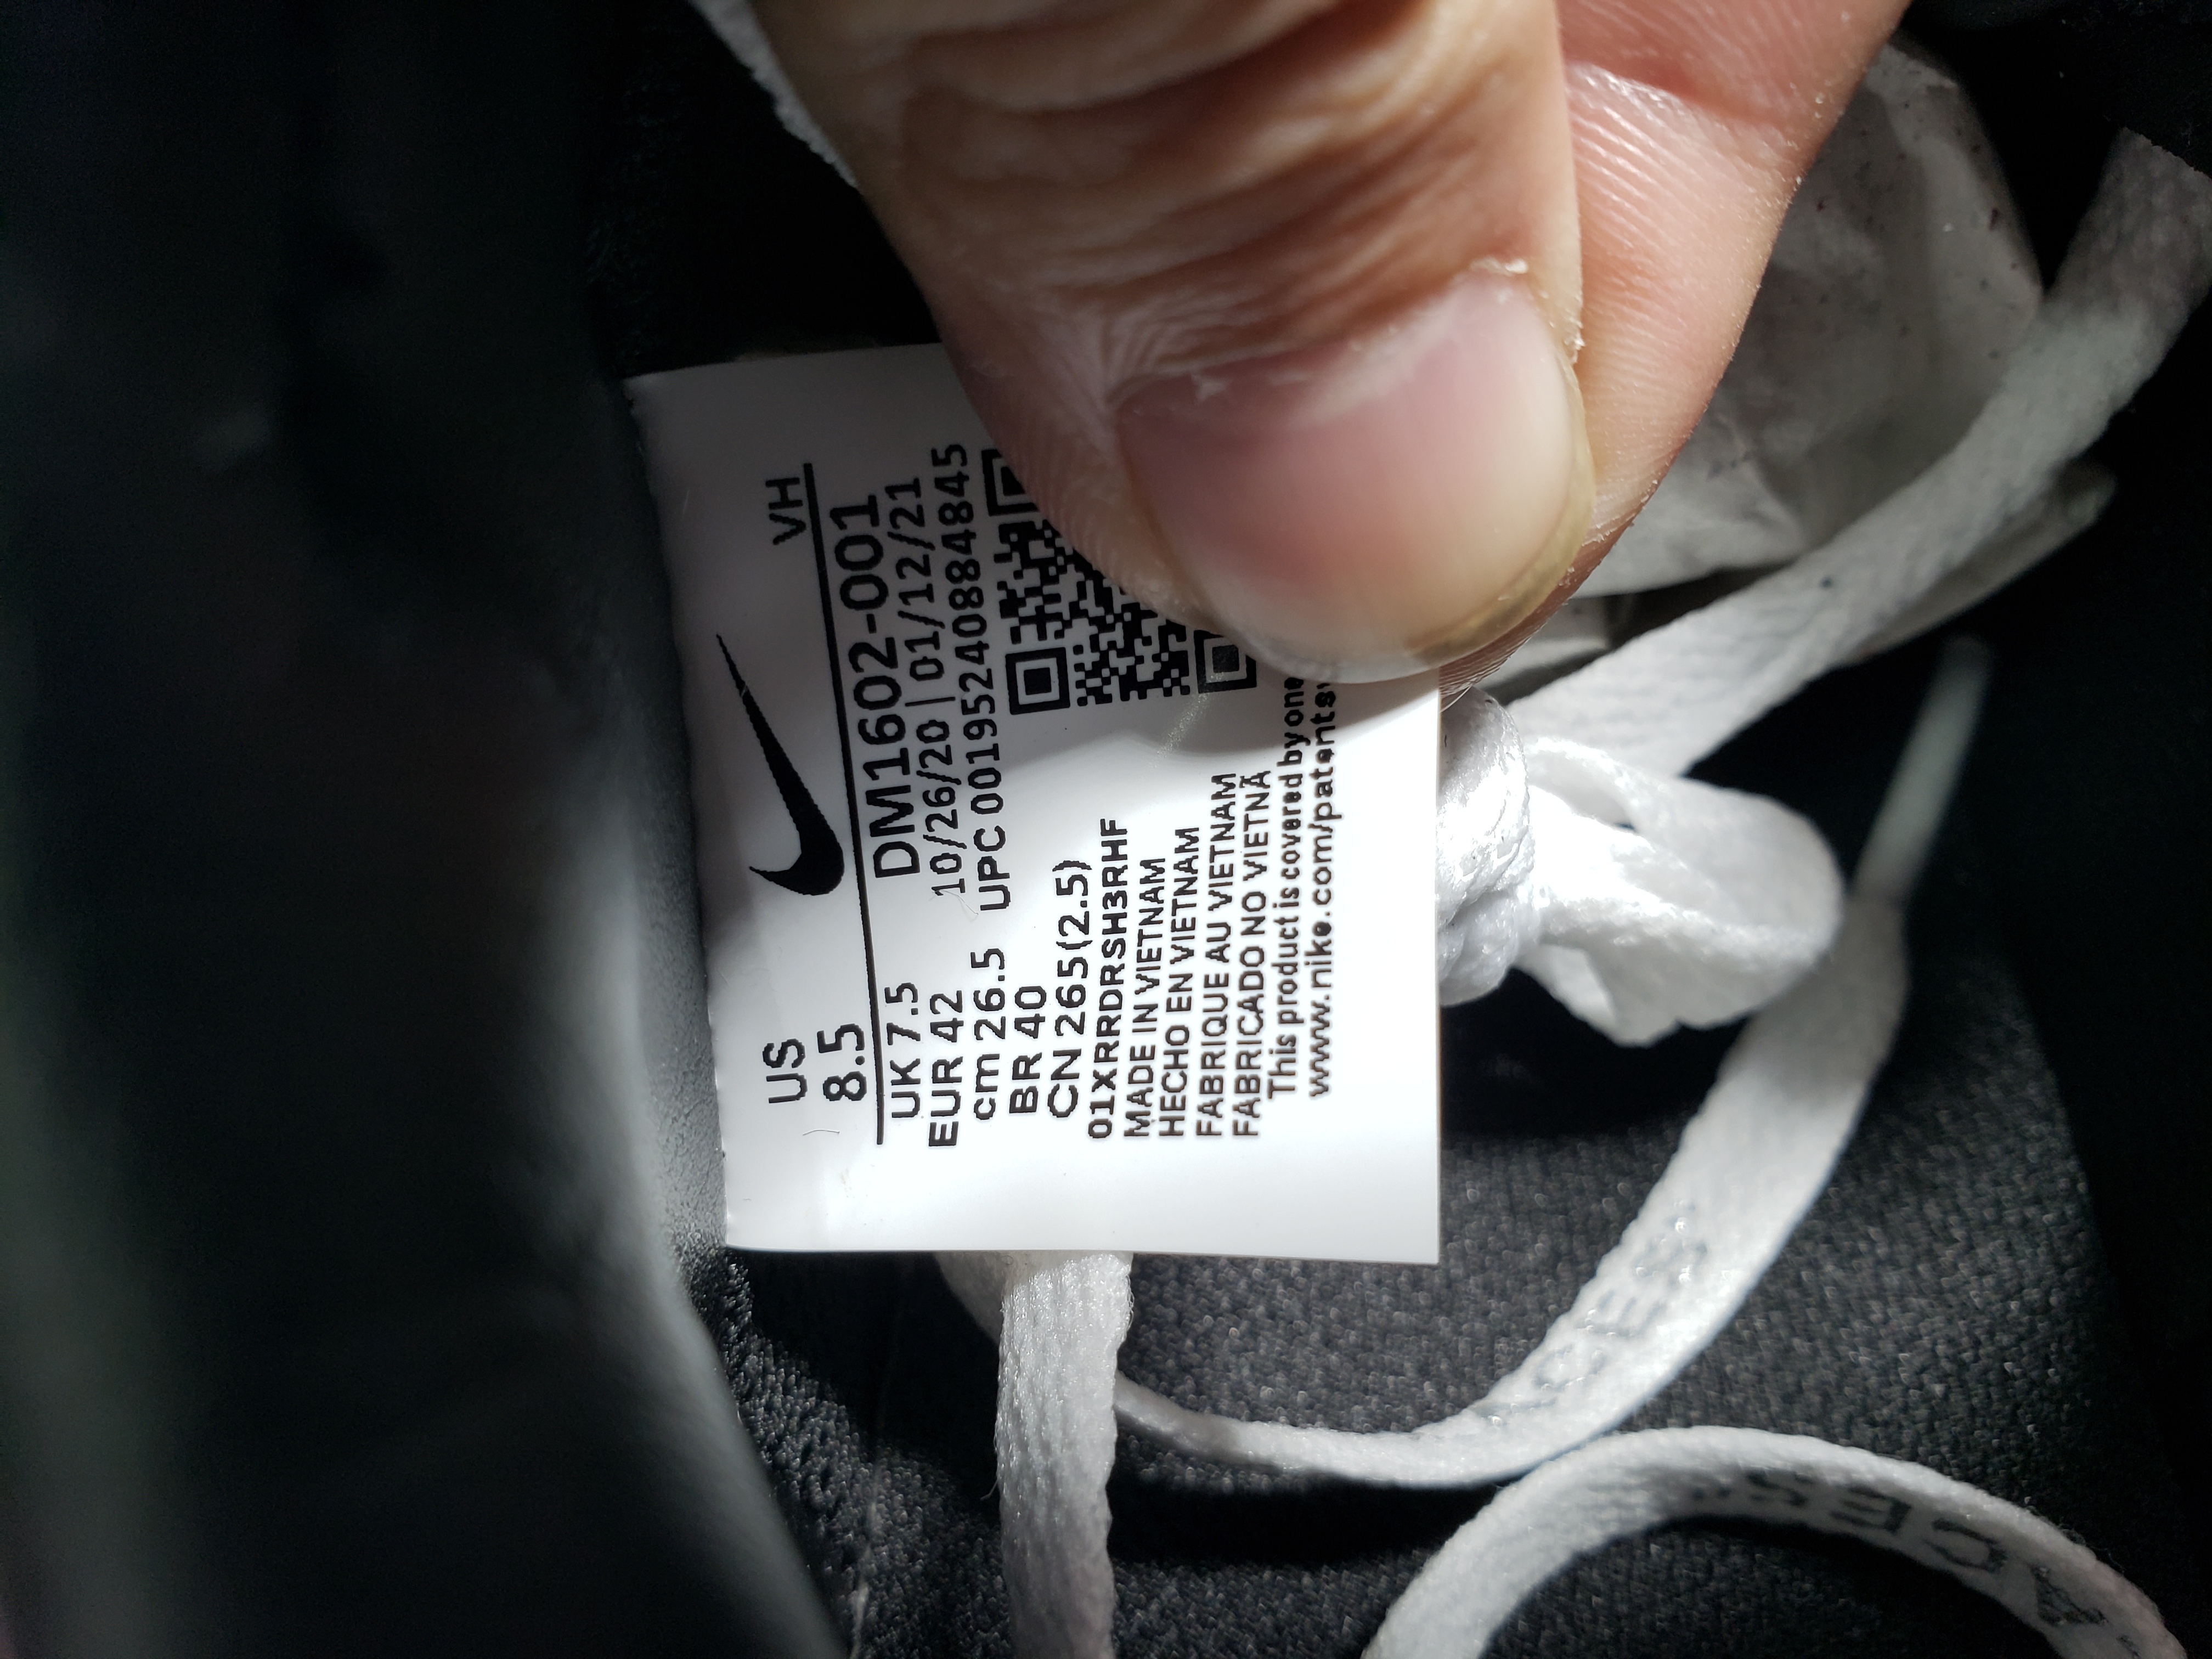 US
8.5
VH
UK 7.5
DM1602-001
EUR 42
10/26/20 | 01/12/21
cm 26.5
UPC 00195240884845
BR 40
CN 265(2.5)
01XRRDRSH3RHF
MADE IN VIETNAM
HECHO EN VIETNAM
FABRIQUE AU VIETNAM
FABRICADO NO VIETNÃ
This product is covered by one
www.nike.com/patents